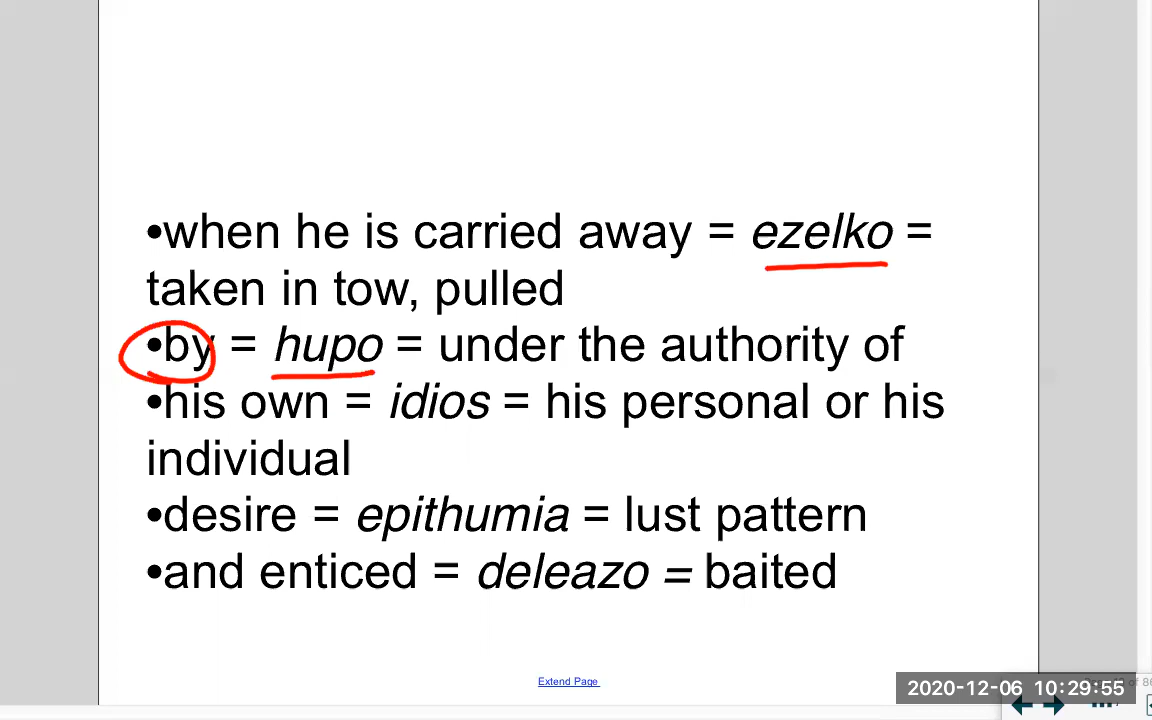 •when he is carried away = ezelko =
taken in tow, pulled
•by = hupo = under the authority of
•his own = idios = his personal or his
individual
•desire = epithumia = lust pattern
•and enticed = deleazo = baited
Extend Page
2020-12-06 10:29:55